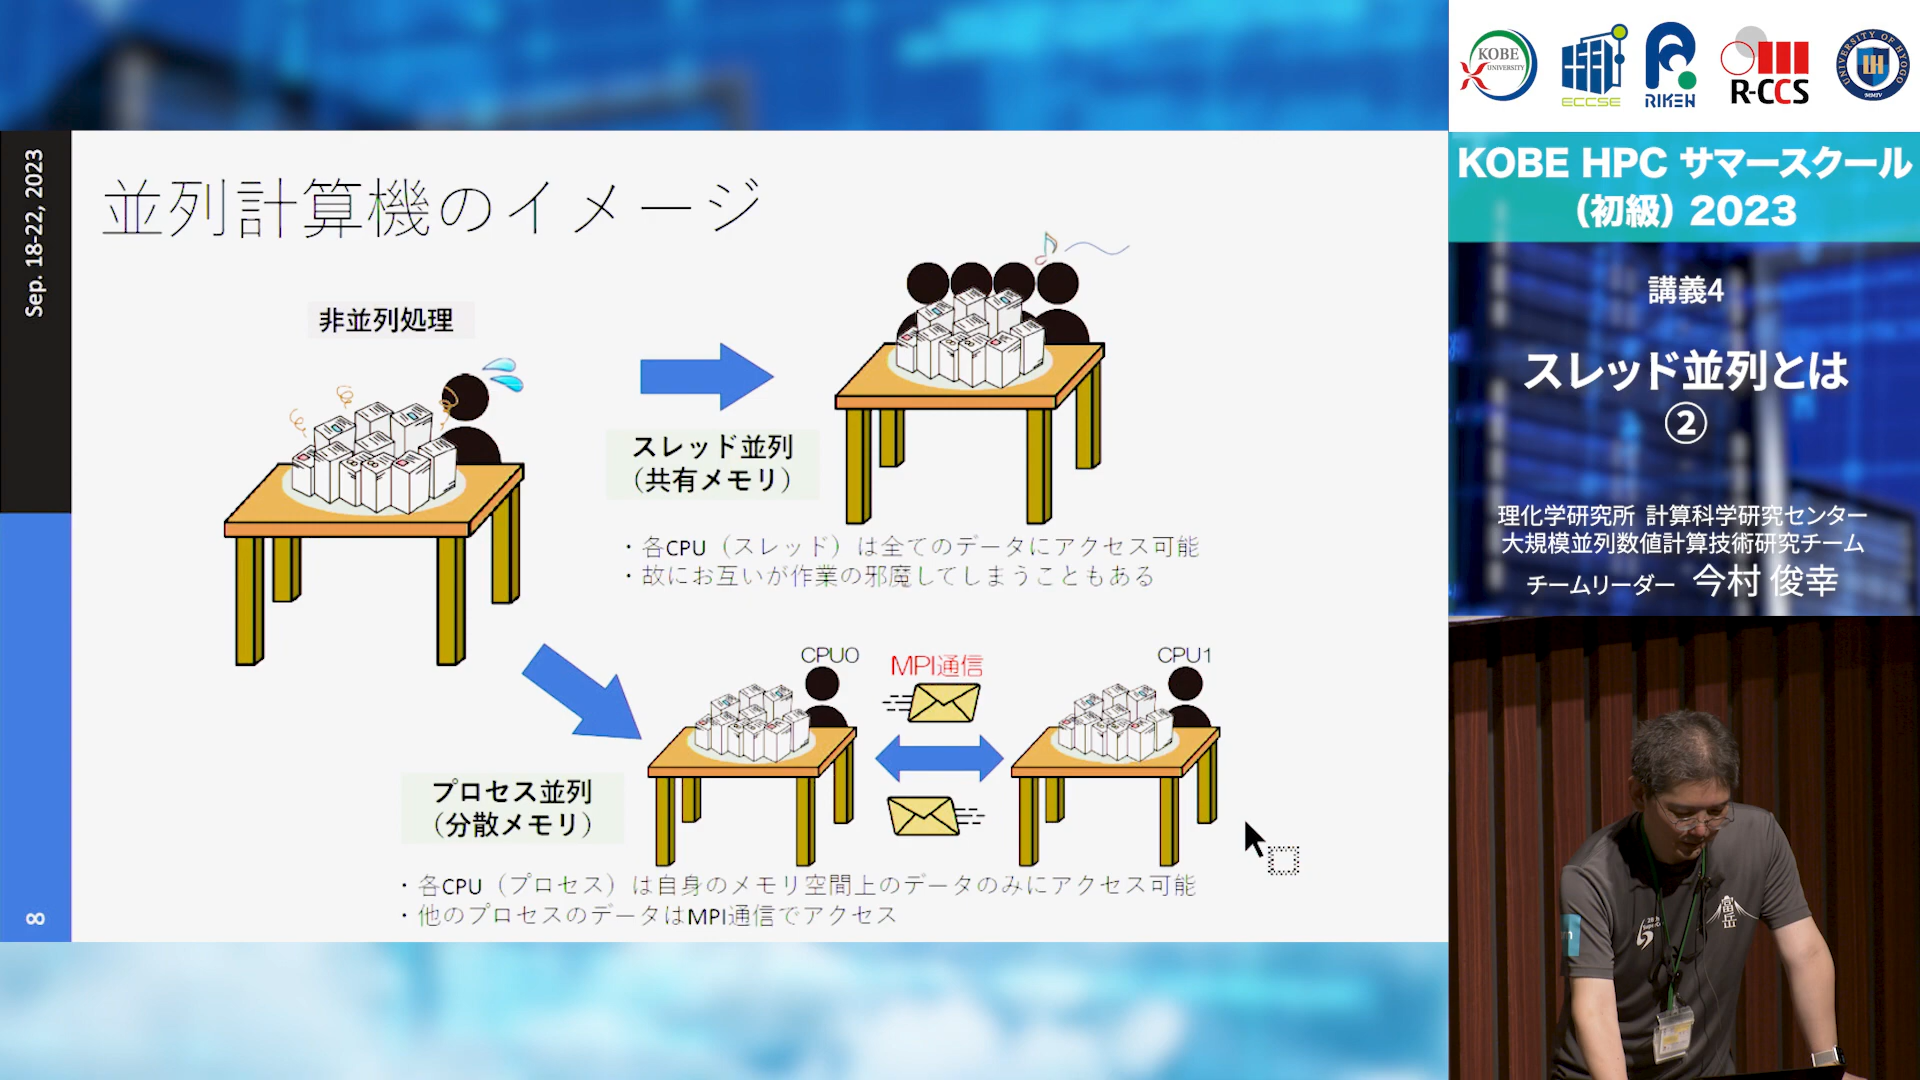 Sep. 18-22, 2023
8
並列計算機のイメージ
非並列処理
スレッド並列
（共有メモリ）
・各CPU（スレッド）は全てのデータにアクセス可能
・故にお互いが作業の邪魔してしまうこともある
CPU0
MPI通信
CPU1
プロセス並列
（分散メモリ）
・各CPU（プロセス）は自身のメモリ空間上のデータのみにアクセス可能
・他のプロセスのデータはMPI通信でアクセス
KOBE
UNIVERSITY
ECCSE
RIKEN
R-CCS
UNIVERSITY OF HYOGO
KOBE HPC サマースクール
（初級）2023
講義4
スレッド並列とは
②
理化学研究所 計算科学研究センター
大規模並列数値計算技術研究チーム
チームリーダー 今村 俊幸
富岳